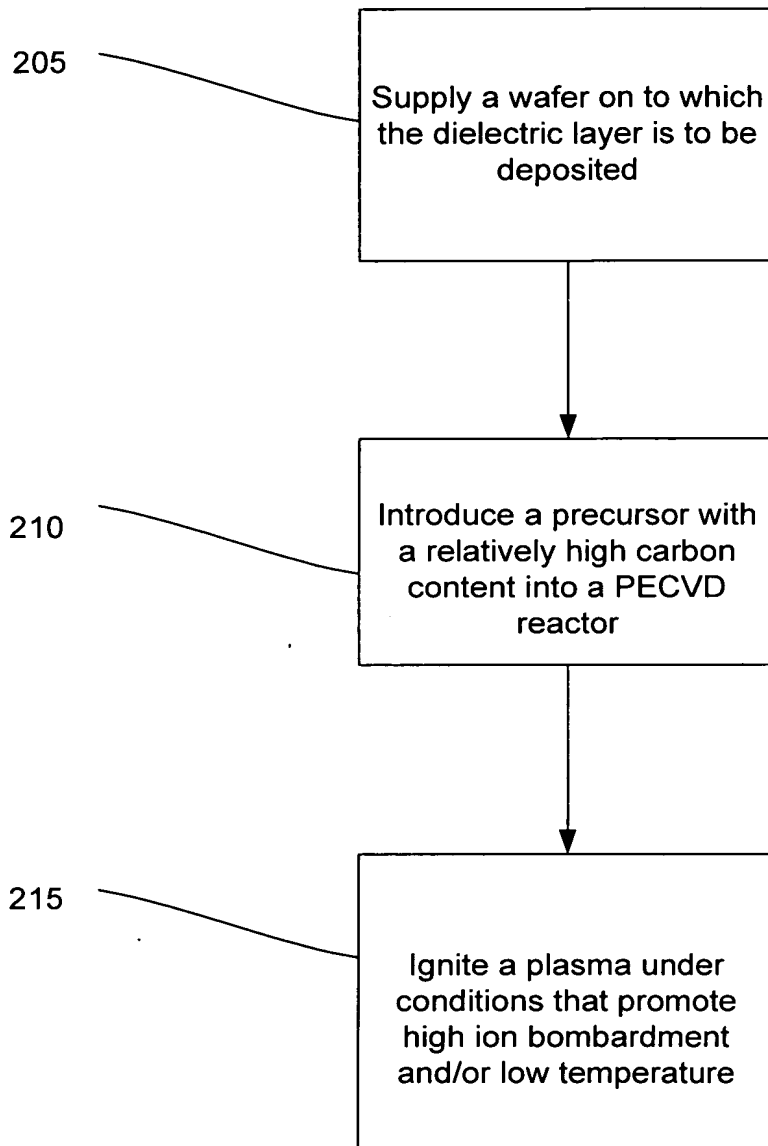 205
Supply a wafer on to which
the dielectric layer is to be
deposited
210
Introduce a precursor with
a relatively high carbon
content into a PECVD
reactor
215
Ignite a plasma under
conditions that promote
high ion bombardment
and/or low temperature